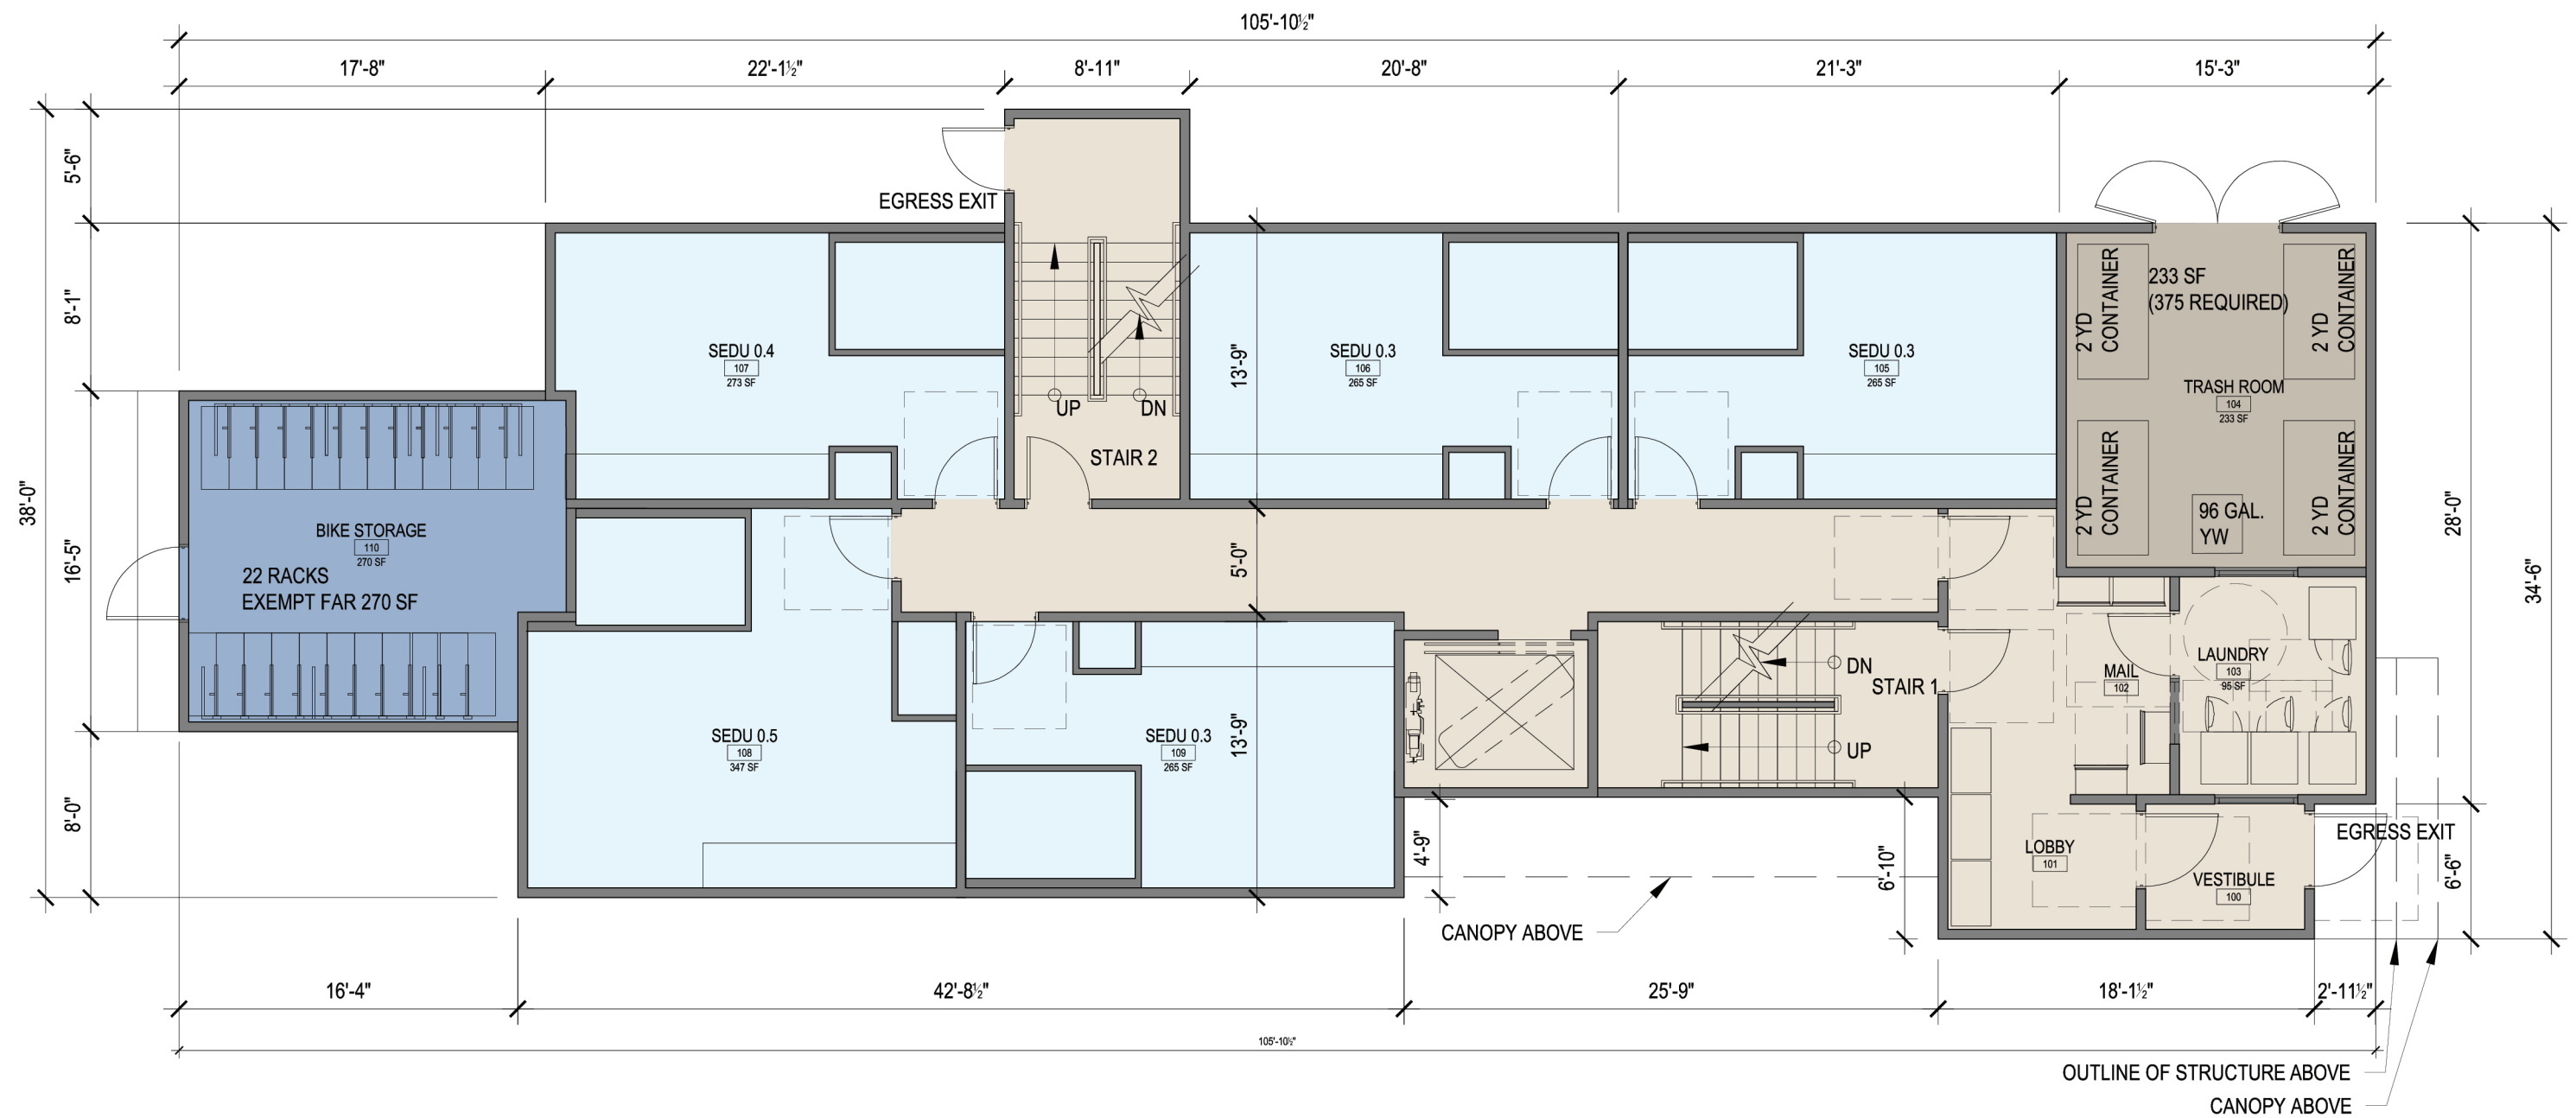 105'-10½"
17'-8"
22'-1½"
8'-11"
20'-8"
21'-3"
15'-3"
38'-0"
5'-6"
8'-1"
16'-5"
8'-0"
EGRESS EXIT
SEDU 0.4
107
273 SF
UP
DN
STAIR 2
13'-9"
SEDU 0.3
106
265 SF
SEDU 0.3
105
265 SF
2 YD
CONTAINER
233 SF
(375 REQUIRED)
2 YD
CONTAINER
TRASH ROOM
104
233 SF
2 YD
CONTAINER
96 GAL.
YW
2 YD
CONTAINER
28'-0"
34'-6"
BIKE STORAGE
110
270 SF
22 RACKS
EXEMPT FAR 270 SF
5'-0"
SEDU 0.5
108
347 SF
SEDU 0.3
109
265 SF
13'-9"
DN
STAIR 1
UP
MAIL
102
LAUNDRY
103
95 SF
4'-9"
6'-10"
LOBBY
101
VESTIBULE
100
EGRESS EXIT
6'-6"
CANOPY ABOVE
16'-4"
42'-8½"
25'-9"
18'-1½"
2'-11½"
105'-10½"
OUTLINE OF STRUCTURE ABOVE
CANOPY ABOVE